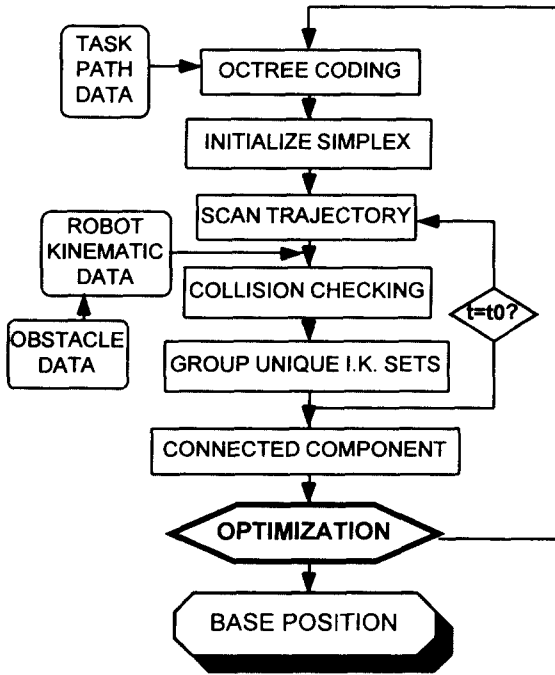 TASK
PATH
DATA
OCTREE CODING
INITIALIZE SIMPLEX
SCAN TRAJECTORY
ROBOT
KINEMATIC
DATA
COLLISION CHECKING
t=t0?
OBSTACLE
DATA
GROUP UNIQUE I.K. SETS
CONNECTED COMPONENT
OPTIMIZATION
BASE POSITION